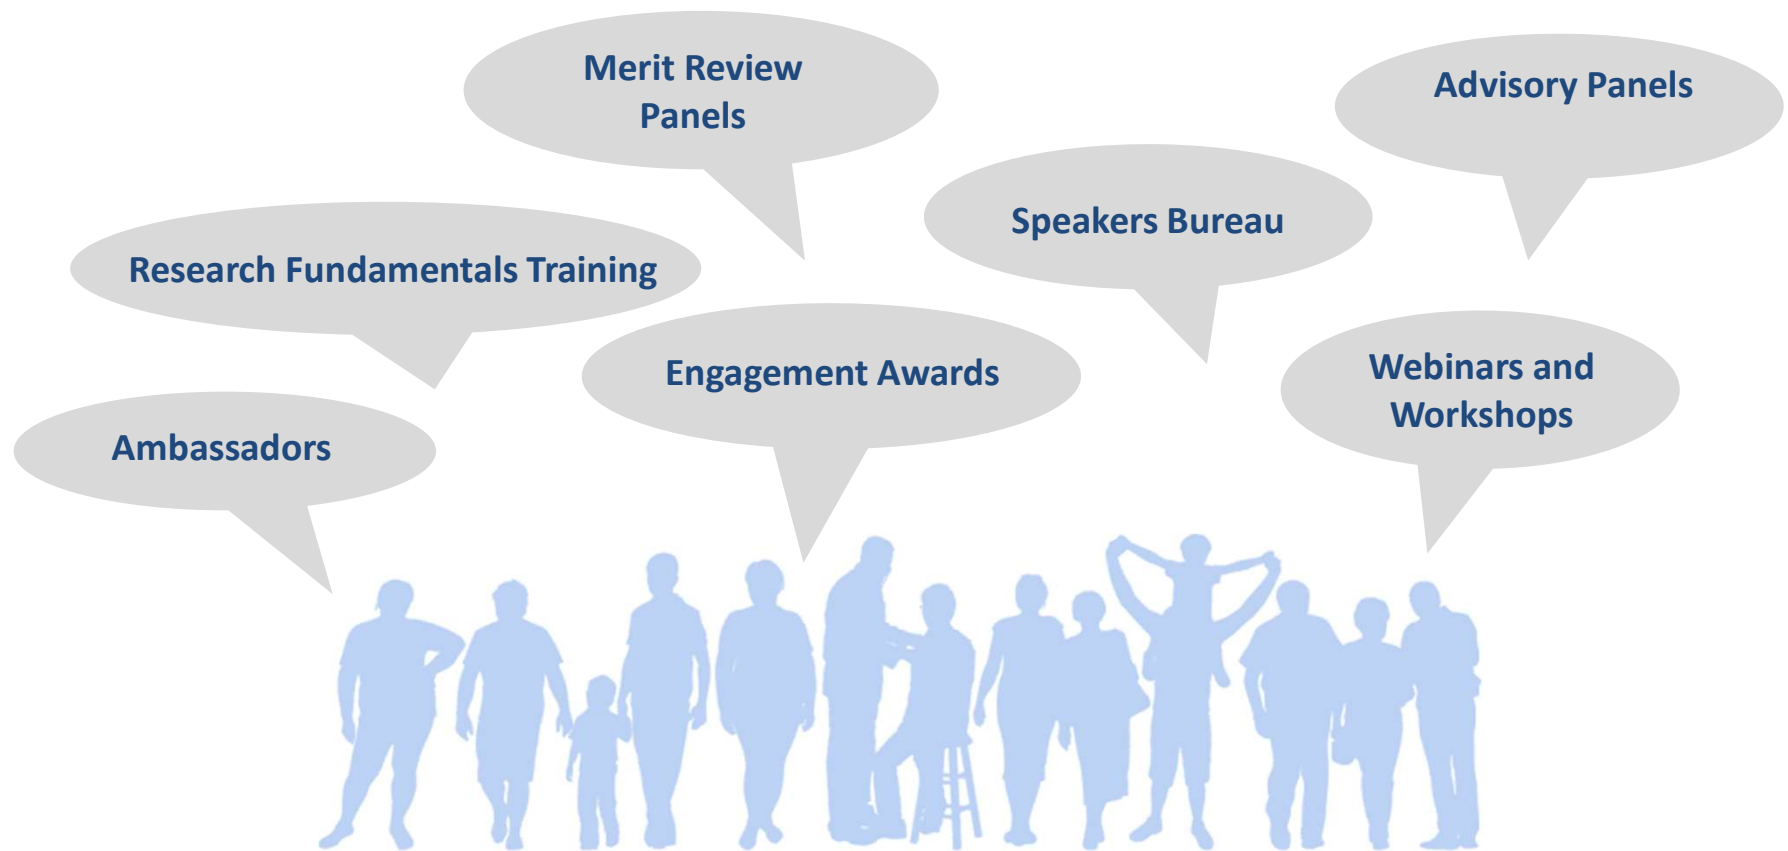 Merit Review
Panels
Advisory Panels
Speakers Bureau
Research Fundamentals Training
Engagement Awards
Webinars and
Workshops
Ambassadors